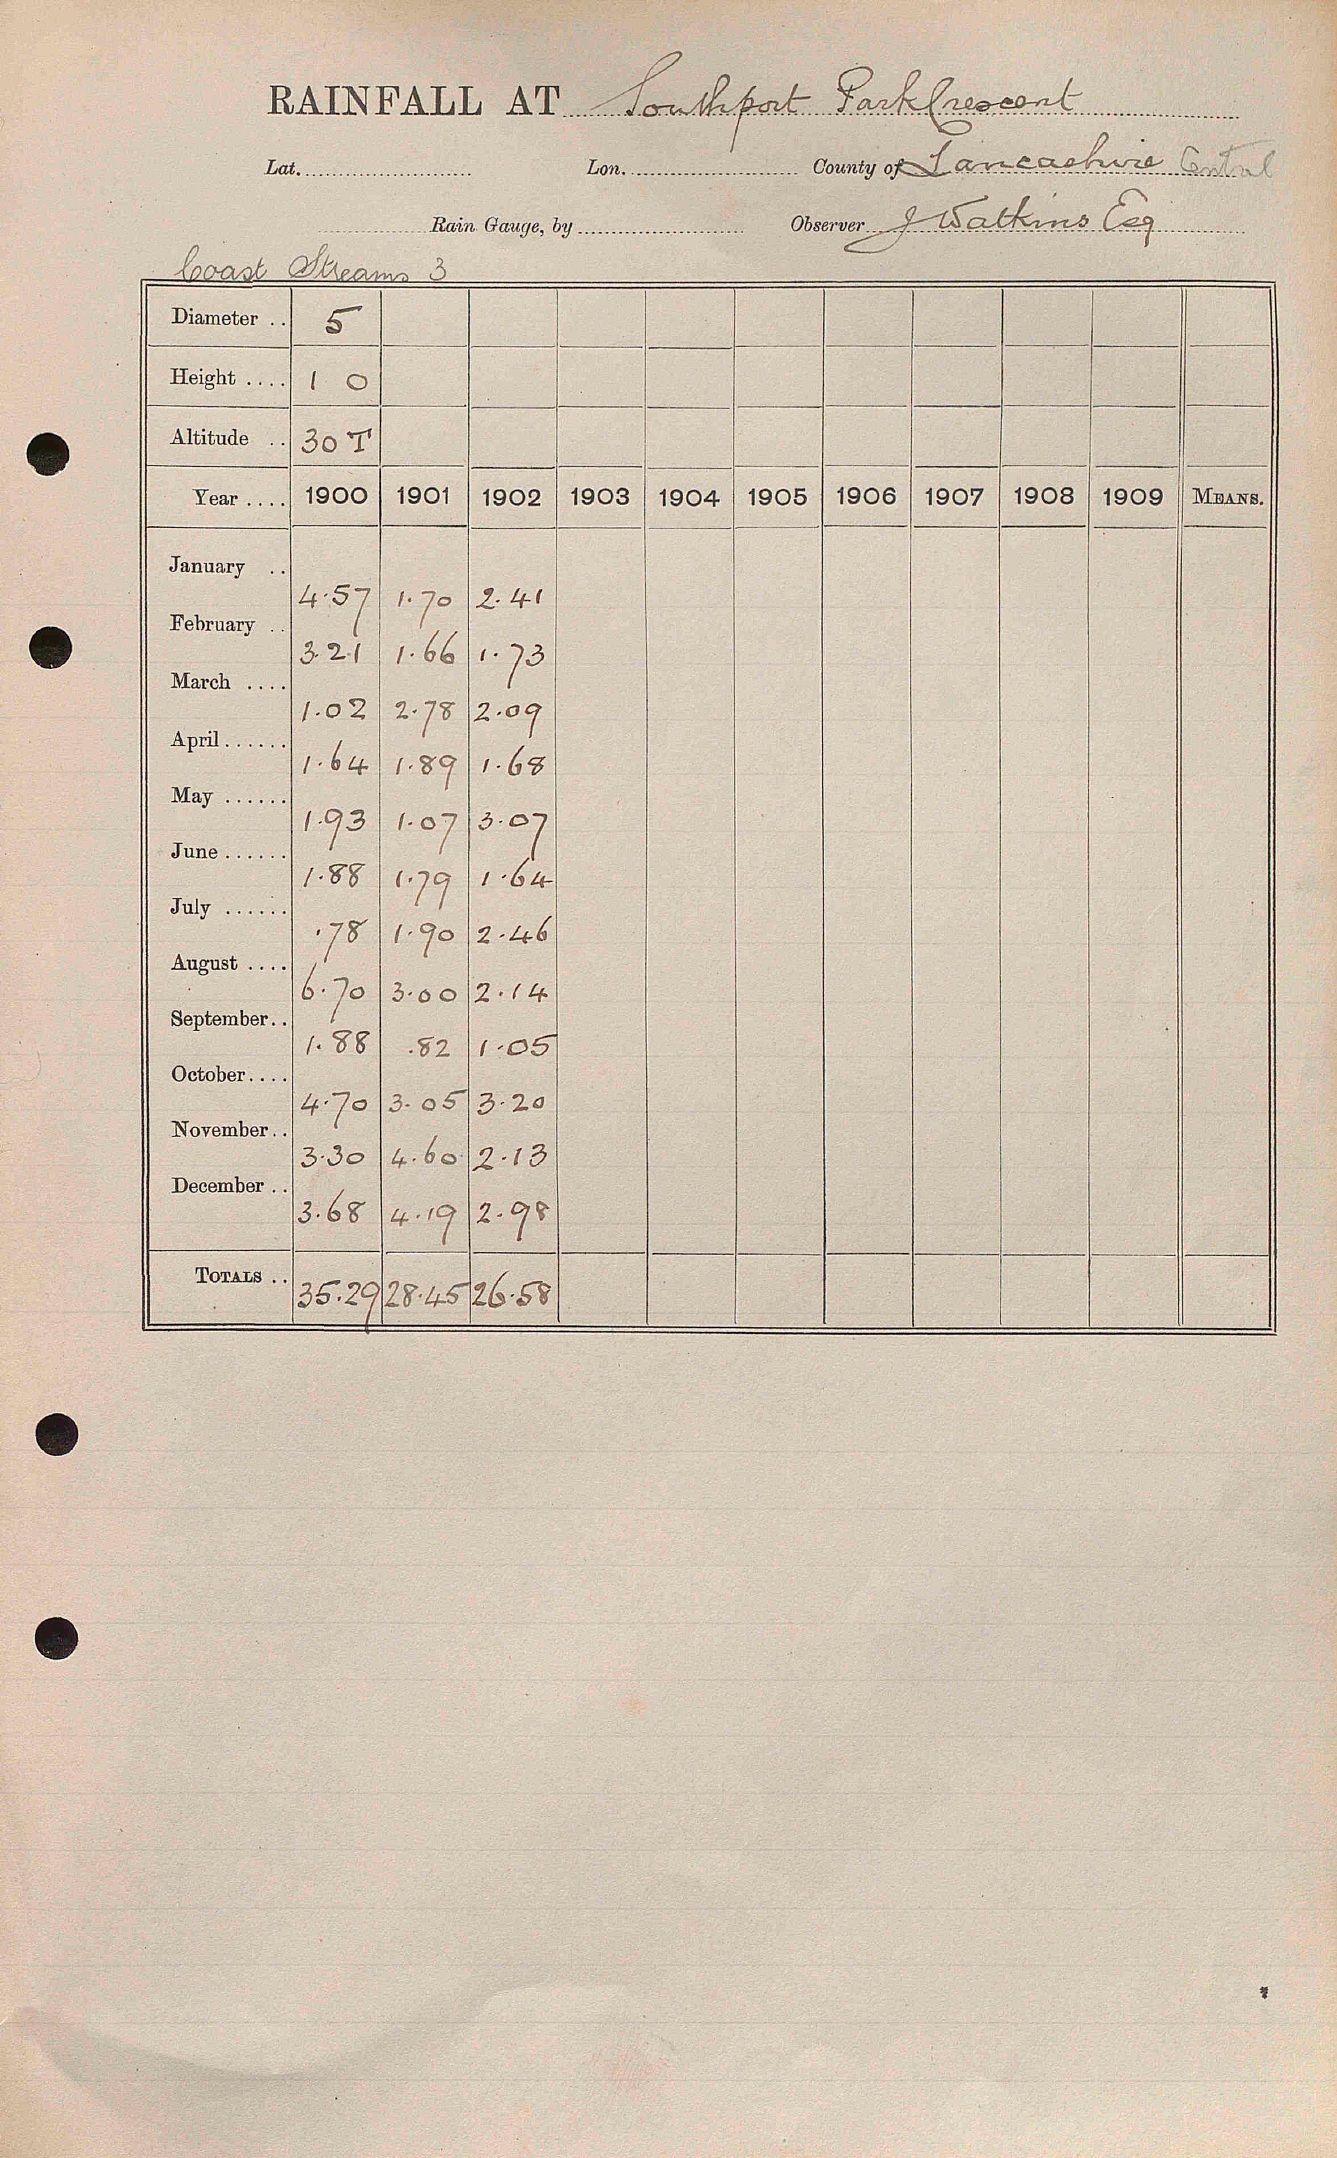 RAINFALL AT Southport Park Crescent
Lat. Lon. County of Lancashire Central
Rain Gauge, by Observer J Watkins Esq
Coast Streams 3
Diameter .. 5
Height .... 1 0
Altitude .. 30 T
Year .... 1900 1901 1902 1903 1904 1905 1906 1907 1908 1909 MEANS.
January .. 4.57 1.70 2.41
February .. 3.21 1.66 1.73
March .... 1.02 2.78 2.09
April ...... 1.64 1.89 1.68
May ...... 1.93 1.07 3.07
June ...... 1.88 1.79 1.64
July ...... .78 1.90 2.46
August .... 6.70 3.00 2.14
September.. 1.88 .82 1.05
October.... 4.70 3.05 3.20
November.. 3.30 4.60 2.13
December .. 3.68 4.19 2.98
TOTALS .. 35.29 28.45 26.58